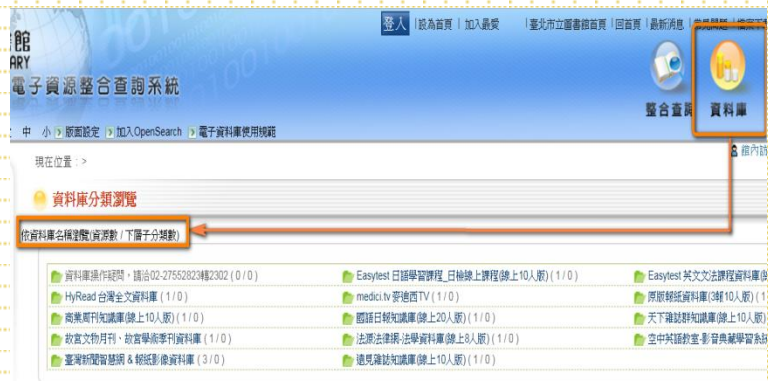 登入 | 設為首頁 | 加入最愛 | 臺北市立圖書館首頁 | 回首頁 | 最新消息 | 常見問題 |
館
ARY
電子資源整合查詢系統
整合查詢 資料庫
中 小 版面設定 加入OpenSearch 電子資料庫使用規範
館內訪
現在位置 : >
資料庫分類瀏覽
依資料庫名稱瀏覽(資源數 / 下層子分類數)
資料庫操作疑問，請洽02-27552823轉2302 ( 0 / 0 ) Easytest 日語學習課程_日檢線上課程(線上10人版) ( 1 / 0 ) Easytest 英文文法課程資料庫(線
HyRead 台灣全文資料庫 ( 1 / 0 ) medici.tv 麥迪西TV ( 1 / 0 ) 原版報紙資料庫(3報10人版) ( 1
商業周刊知識庫(線上10人版) ( 1 / 0 ) 國語日報知識庫(線上20人版) ( 1 / 0 ) 天下雜誌群知識庫(線上10人版)
故宮文物月刊、故宮學術季刊資料庫 ( 1 / 0 ) 法源法律網-法學資料庫(線上8人版) ( 1 / 0 ) 空中英語教室-影音典藏學習系統
臺灣新聞智慧網 & 報紙影像資料庫 ( 3 / 0 ) 遠見雜誌知識庫(線上10人版) ( 1 / 0 )